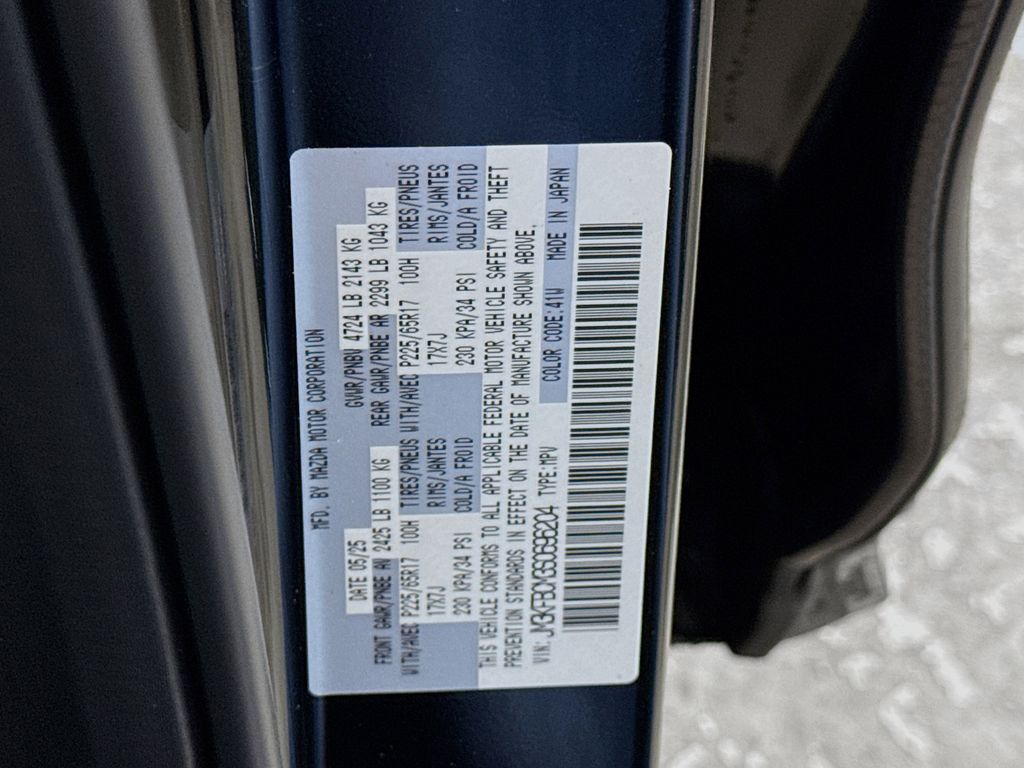 MFD. BY MAZDA MOTOR CORPORATION
DATE 05/25 GVWR/PNBV 4724 LB 2143 KG
FRONT GAWR/PNBE AV 2425 LB 1100 KG REAR GAWR/PNBE AR 2299 LB 1043 KG
WITH/AVEC P225/65R17 100H TIRES/PNEUS WITH/AVEC P225/65R17 100H TIRES/PNEUS
17X7J RIMS/JANTES 17X7J RIMS/JANTES
230 KPA/34 PSI COLD/A FROID 230 KPA/34 PSI COLD/A FROID
THIS VEHICLE CONFORMS TO ALL APPLICABLE FEDERAL MOTOR VEHICLE SAFETY AND THEFT
PREVENTION STANDARDS IN EFFECT ON THE DATE OF MANUFACTURE SHOWN ABOVE.
VIN: JM3KFBCM3S0696204 TYPE:MPV COLOR CODE:41W MADE IN JAPAN